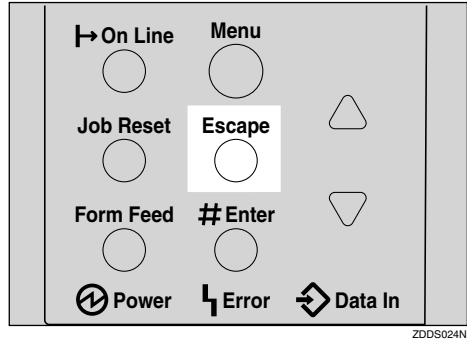 On Line Menu
Job Reset Escape
Form Feed # Enter
Power Error Data In
ZDDS024N